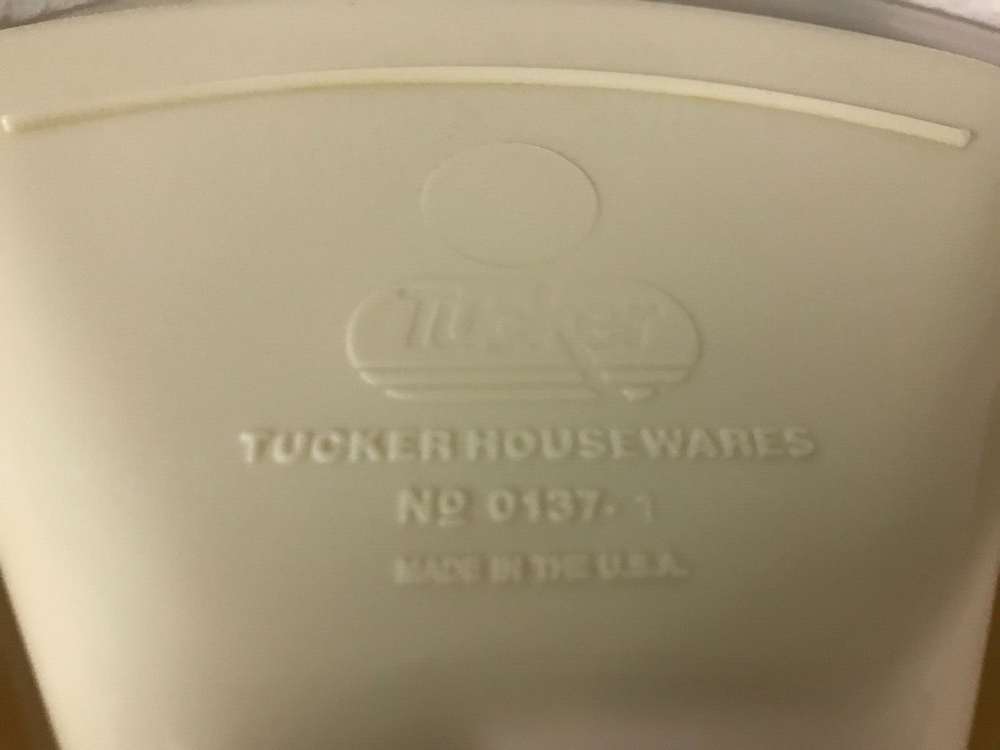 Tucker
TUCKER HOUSEWARES
Nº 0137-1
MADE IN THE U.S.A.